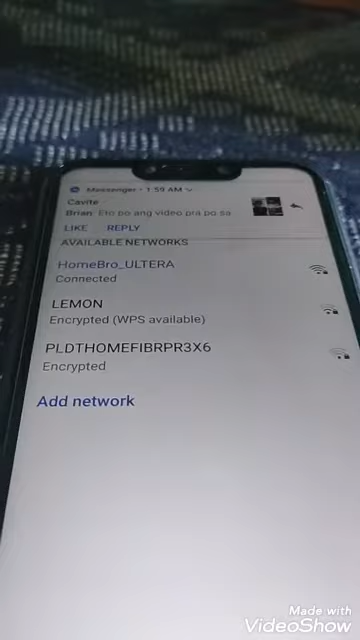 Messenger • 1:59 AM
Cavite
Brian: Eto po ang video pra po sa
LIKE REPLY
AVAILABLE NETWORKS
HomeBro_ULTERA
Connected
LEMON
Encrypted (WPS available)
PLDTHOMEFIBRPR3X6
Encrypted
Add network
Made with
VideoShow